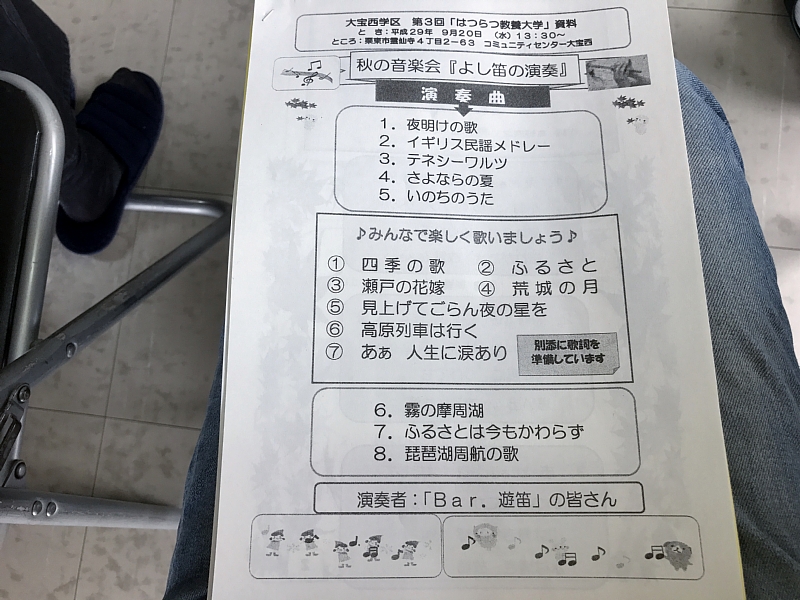 大宝西学区 第3回「はつらつ教養大学」資料
と き:平成29年 9月20日 (水)13:30～
ところ:栗東市霊仙寺4丁目2-63 コミュニティセンター大宝西
秋の音楽会『よし笛の演奏』
演奏曲
1. 夜明けの歌
2. イギリス民謡メドレー
3. テネシーワルツ
4. さよならの夏
5. いのちのうた
♪みんなで楽しく歌いましょう♪
① 四季の歌 ② ふるさと
③ 瀬戸の花嫁 ④ 荒城の月
⑤ 見上げてごらん夜の星を
⑥ 高原列車は行く
⑦ あぁ 人生に涙あり
別添に歌詞を
準備しています
6. 霧の摩周湖
7. ふるさとは今もかわらず
8. 琵琶湖周航の歌
演奏者:「Bar. 遊笛」の皆さん